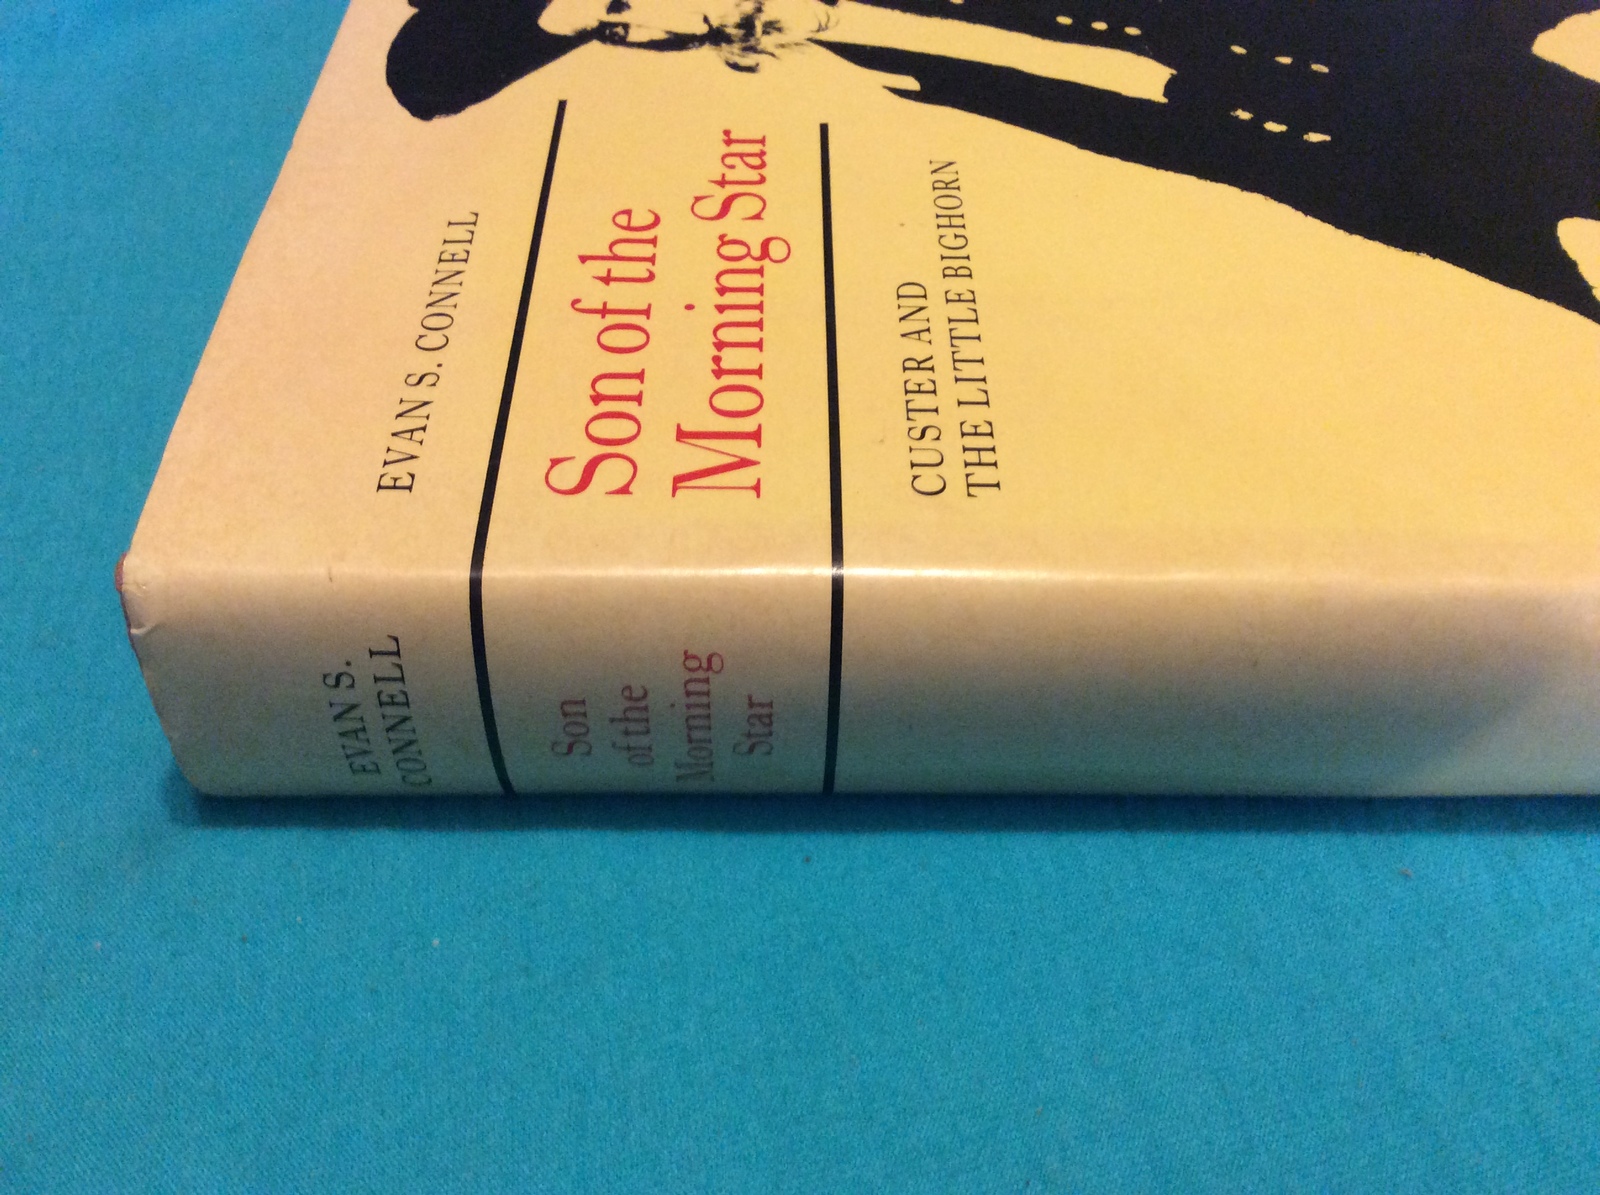 EVAN S. CONNELL
Son of the
Morning Star
CUSTER AND
THE LITTLE BIGHORN
EVAN S.
CONNELL
Son
of the
Morning
Star